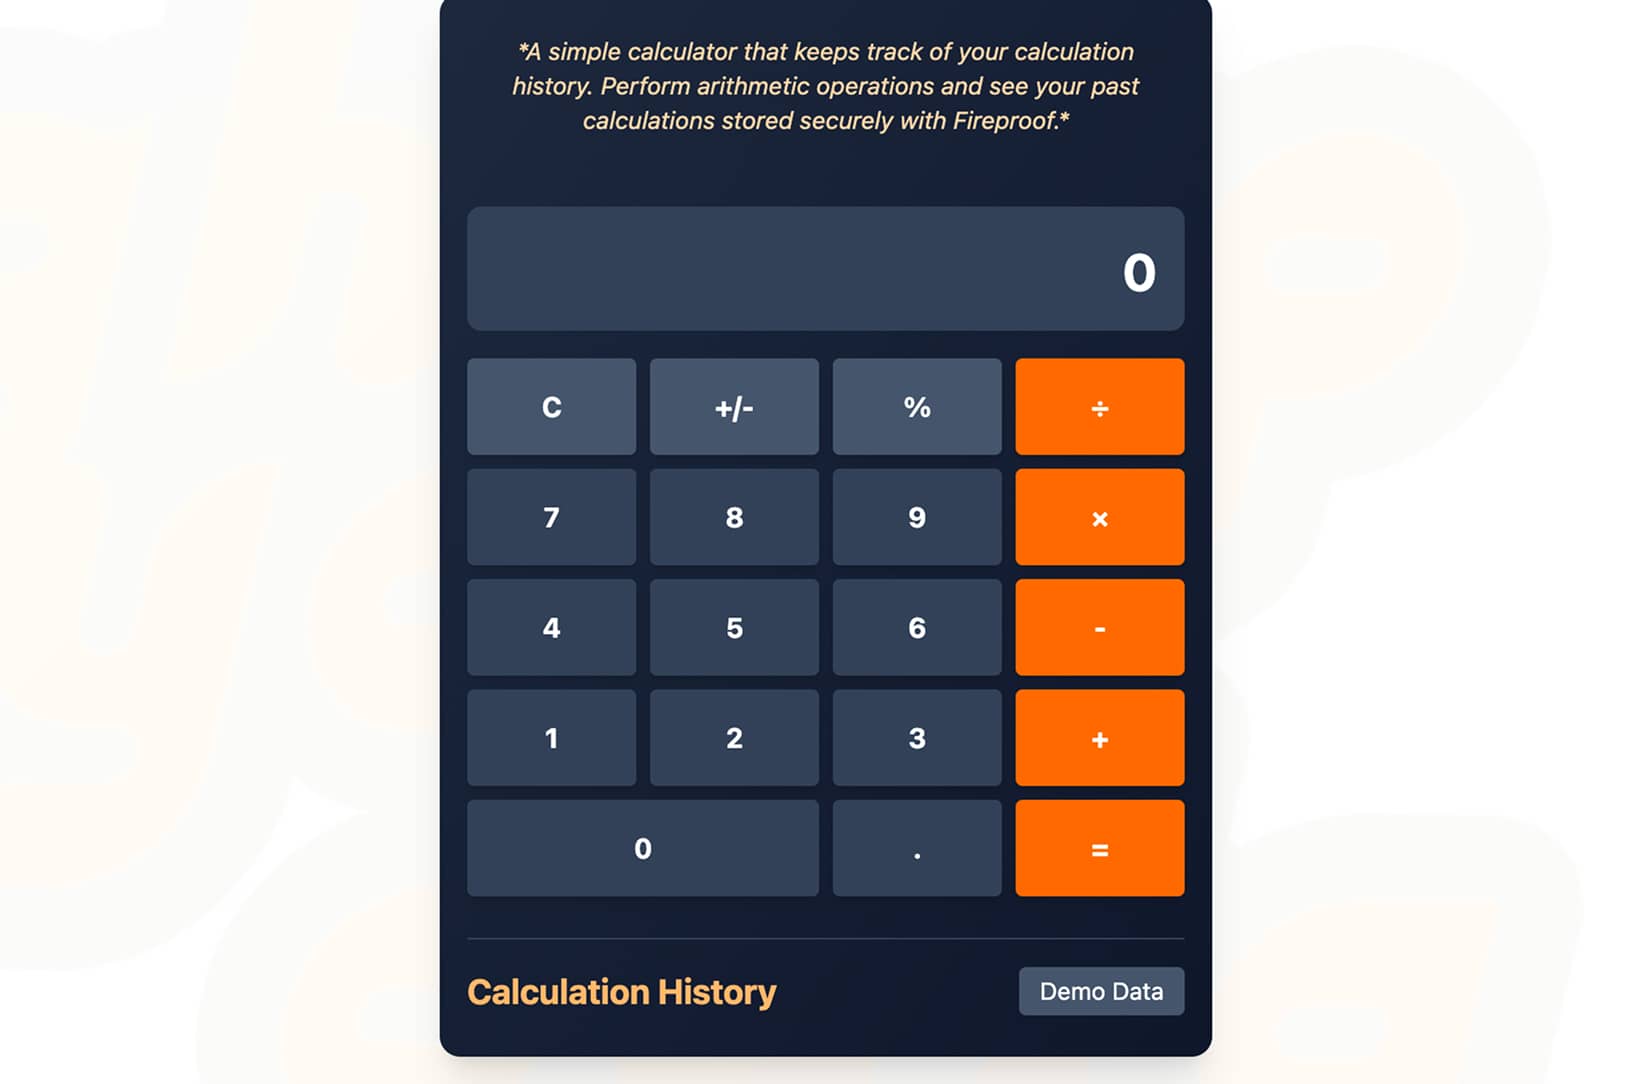 *A simple calculator that keeps track of your calculation
history. Perform arithmetic operations and see your past
calculations stored securely with Fireproof.*
0
C +/- % ÷
7 8 9 ×
4 5 6 -
1 2 3 +
0 . =
Calculation History Demo Data